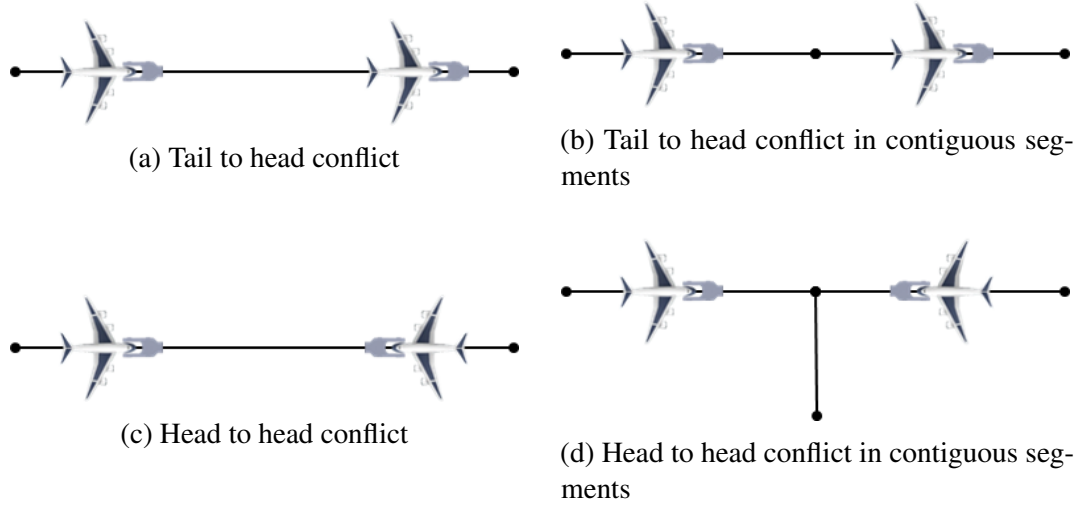 (a) Tail to head conflict
(b) Tail to head conflict in contiguous seg-
ments
(c) Head to head conflict
(d) Head to head conflict in contiguous seg-
ments